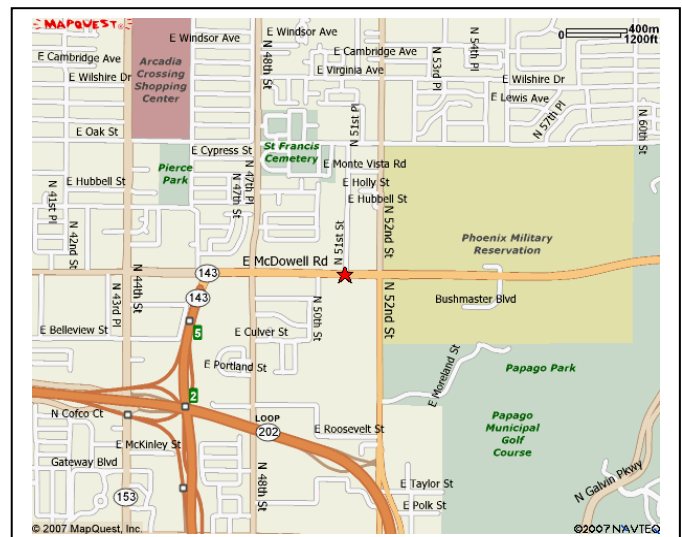 MAPQUEST
0 400m
1200ft
E Windsor Ave
E Windsor Ave
N 48th St
N 54th Pl
E Cambridge Ave
E Cambridge Ave
Arcadia
Crossing
Shopping
Center
E Virginia Ave
N 53rd Pl
E Wilshire Dr
E Wilshire Dr
E Lewis Ave
N 51st Pl
N 57th Pl
N 60th St
E Oak St
E Cypress St
St Francis
Cemetery
E Monte Vista Rd
Pierce
Park
E Holly St
E Hubbell St
E Hubbell St
N 47th Pl
N 47th St
N 41st Pl
N 42nd St
N 51st St
N 52nd St
Phoenix Military
Reservation
E McDowell Rd
143
143
N 44th St
N 43rd Pl
N 50th St
N 52nd St
Bushmaster Blvd
5
E Belleview St
E Culver St
E Portland St
E Moreland St
Papago Park
2
N Cofco Ct
LOOP
202
E Roosevelt St
Papago
Municipal
Golf
Course
E McKinley St
Gateway Blvd
N 48th St
153
E Taylor St
E Polk St
N Galvin Pkwy
© 2007 MapQuest, Inc.
©2007 NAVTEQ